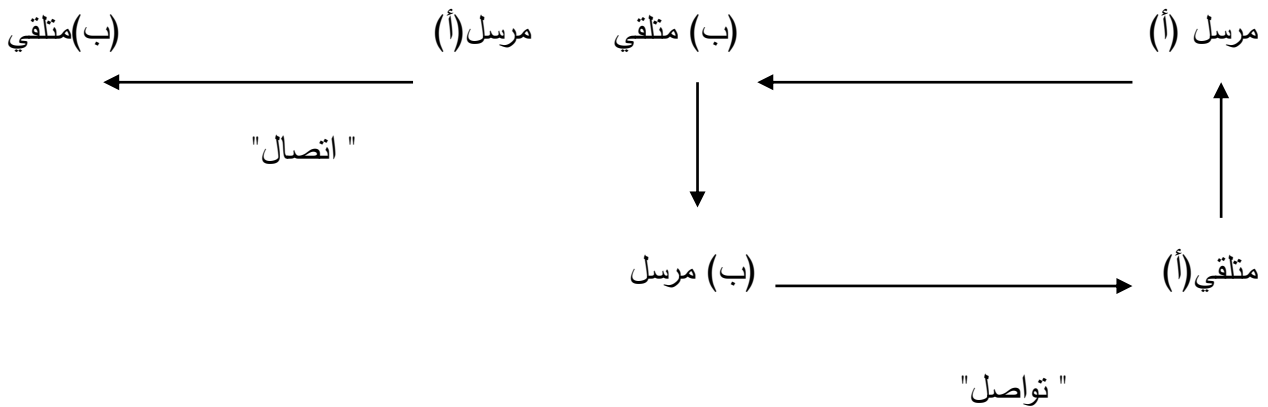 مرسل (أ)
(ب) متلقي
مرسل(أ)
(ب)متلقي
" اتصال"
متلقي(أ)
(ب) مرسل
" تواصل"